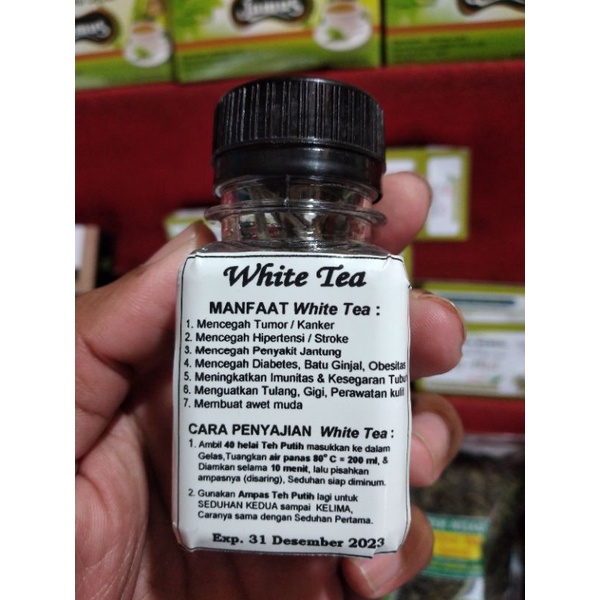 Jamus
White Tea
MANFAAT White Tea :
1. Mencegah Tumor / Kanker
2. Mencegah Hipertensi / Stroke
3. Mencegah Penyakit Jantung
4. Mencegah Diabetes, Batu Ginjal, Obesitas
5. Meningkatkan Imunitas & Kesegaran Tubuh
6. Menguatkan Tulang, Gigi, Perawatan kulit
7. Membuat awet muda
CARA PENYAJIAN White Tea :
1. Ambil 40 helai Teh Putih masukkan ke dalam
Gelas,Tuangkan air panas 80° C = 200 ml, &
Diamkan selama 10 menit, lalu pisahkan
ampasnya (disaring), Seduhan siap diminum.
2. Gunakan Ampas Teh Putih lagi untuk
SEDUHAN KEDUA sampai KELIMA,
Caranya sama dengan Seduhan Pertama.
Exp. 31 Desember 2023